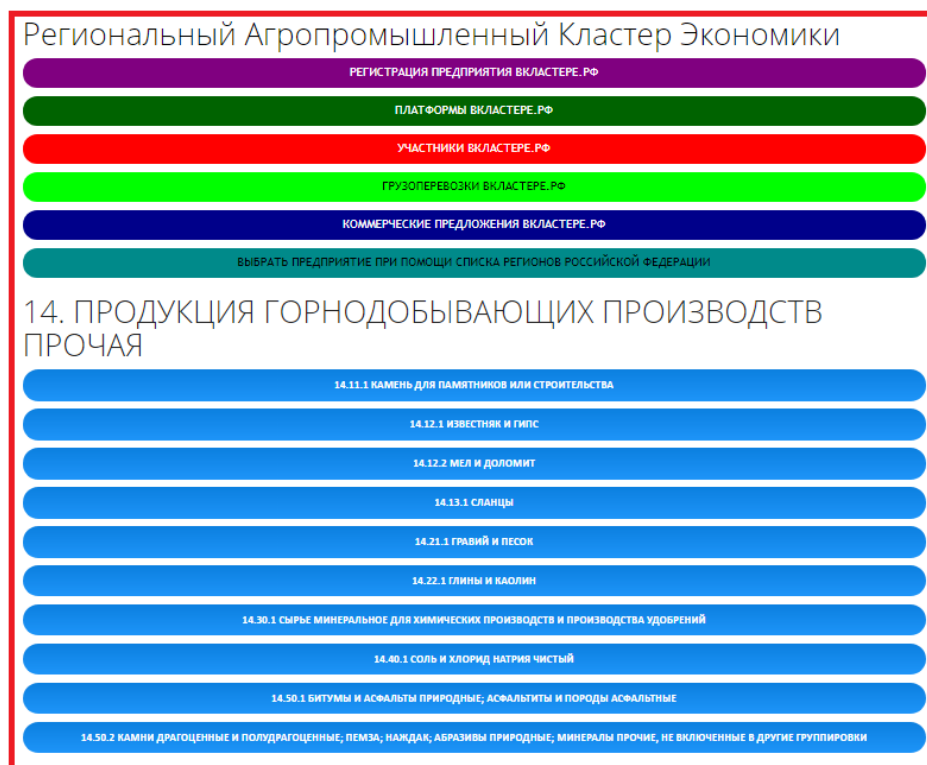 Региональный Агропромышленный Кластер Экономики
РЕГИСТРАЦИЯ ПРЕДПРИЯТИЯ ВКЛАСТЕРЕ.РФ
ПЛАТФОРМЫ ВКЛАСТЕРЕ.РФ
УЧАСТНИКИ ВКЛАСТЕРЕ.РФ
ГРУЗОПЕРЕВОЗКИ ВКЛАСТЕРЕ.РФ
КОММЕРЧЕСКИЕ ПРЕДЛОЖЕНИЯ ВКЛАСТЕРЕ.РФ
ВЫБРАТЬ ПРЕДПРИЯТИЕ ПРИ ПОМОЩИ СПИСКА РЕГИОНОВ РОССИЙСКОЙ ФЕДЕРАЦИИ
14. ПРОДУКЦИЯ ГОРНОДОБЫВАЮЩИХ ПРОИЗВОДСТВ
ПРОЧАЯ
14.11.1 КАМЕНЬ ДЛЯ ПАМЯТНИКОВ ИЛИ СТРОИТЕЛЬСТВА
14.12.1 ИЗВЕСТНЯК И ГИПС
14.12.2 МЕЛ И ДОЛОМИТ
14.13.1 СЛАНЦЫ
14.21.1 ГРАВИЙ И ПЕСОК
14.22.1 ГЛИНЫ И КАОЛИН
14.30.1 СЫРЬЕ МИНЕРАЛЬНОЕ ДЛЯ ХИМИЧЕСКИХ ПРОИЗВОДСТВ И ПРОИЗВОДСТВА УДОБРЕНИЙ
14.40.1 СОЛЬ И ХЛОРИД НАТРИЯ ЧИСТЫЙ
14.50.1 БИТУМЫ И АСФАЛЬТЫ ПРИРОДНЫЕ; АСФАЛЬТИТЫ И ПОРОДЫ АСФАЛЬТНЫЕ
14.50.2 КАМНИ ДРАГОЦЕННЫЕ И ПОЛУДРАГОЦЕННЫЕ; ПЕМЗА; НАЖДАК; АБРАЗИВЫ ПРИРОДНЫЕ; МИНЕРАЛЫ ПРОЧИЕ, НЕ ВКЛЮЧЕННЫЕ В ДРУГИЕ ГРУППИРОВКИ